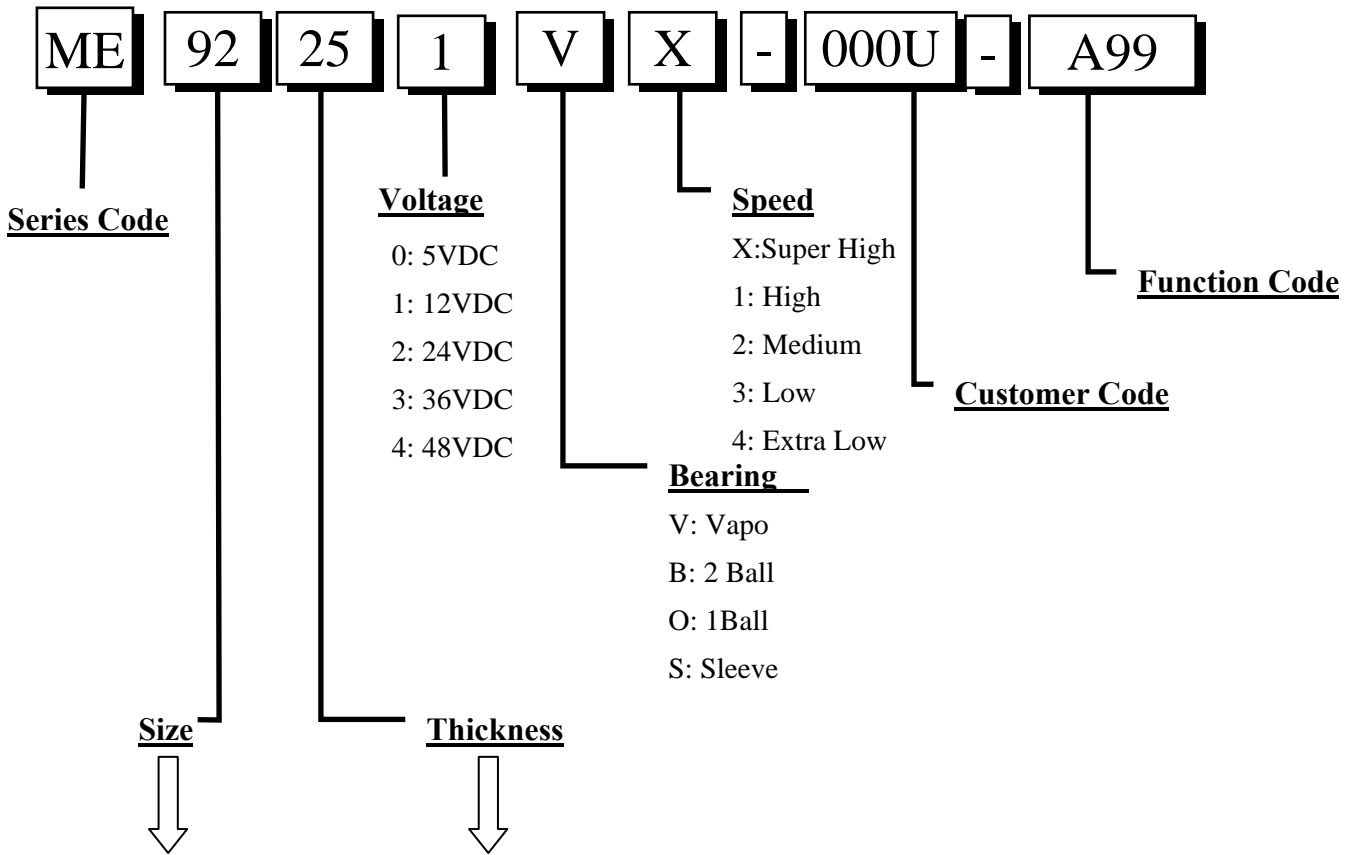 ME 92 25 1 V X - 000U - A99
Series Code
Voltage
0: 5VDC
1: 12VDC
2: 24VDC
3: 36VDC
4: 48VDC
Speed
X:Super High
1: High
2: Medium
3: Low
4: Extra Low
Function Code
Customer Code
Bearing
V: Vapo
B: 2 Ball
O: 1Ball
S: Sleeve
Size
Thickness